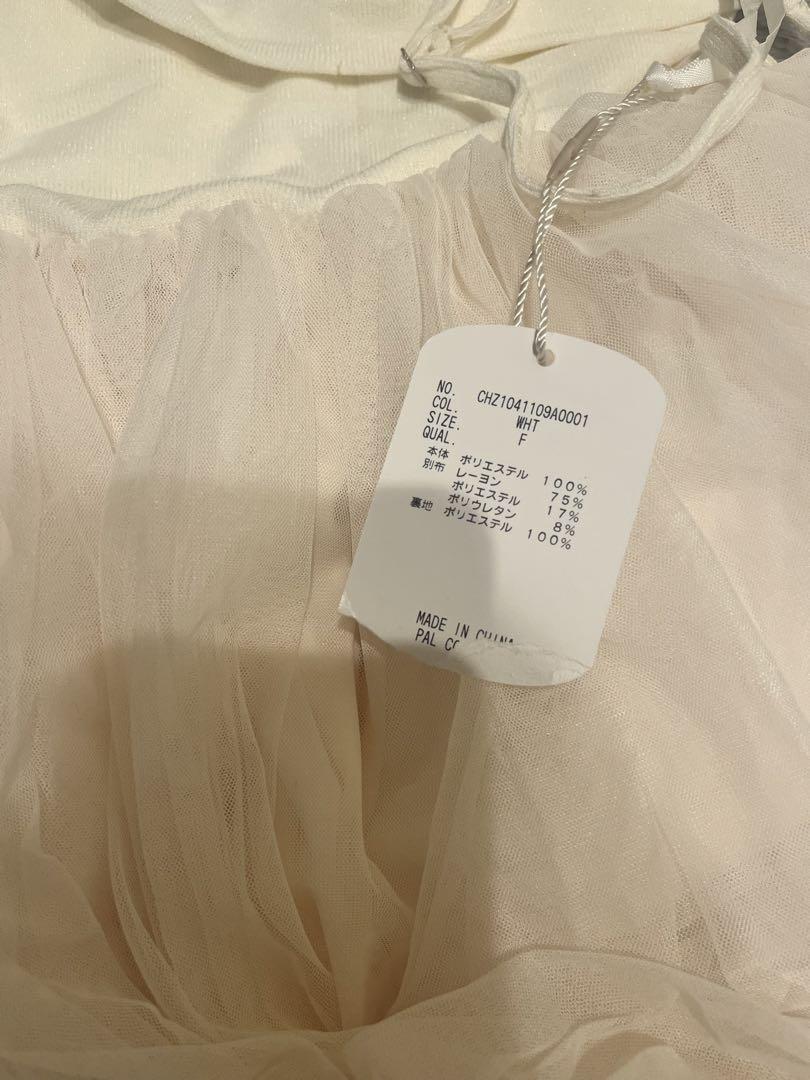 NO. CHZ1041109A0001
COL. WHT
SIZE. F
QUAL.
本体 ポリエステル 100%
別布 レーヨン 75%
ポリエステル 17%
ポリウレタン 8%
裏地 ポリエステル 100%
MADE IN CHINA
PAL